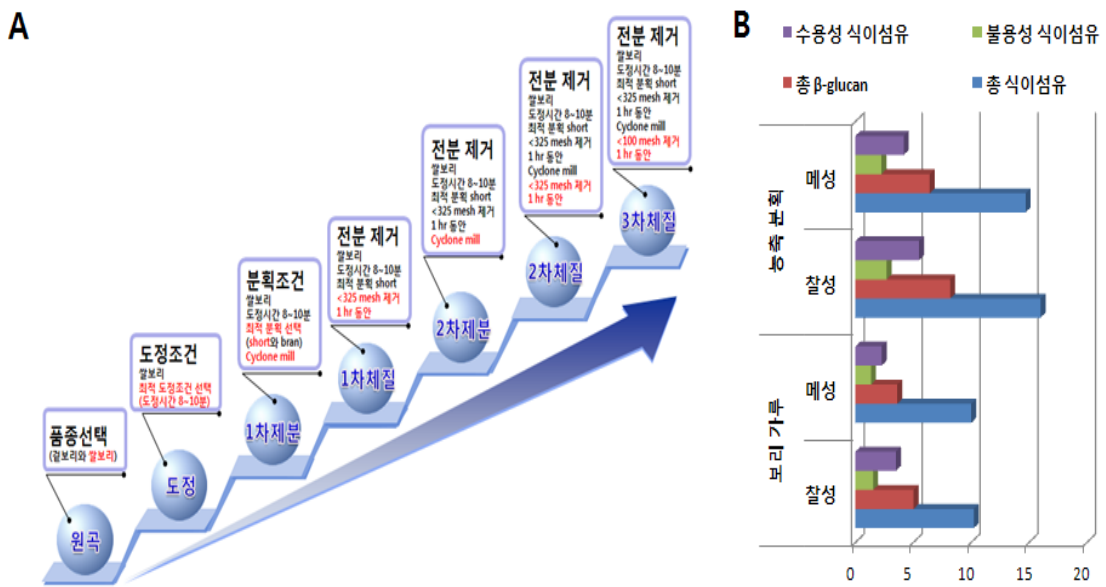 A
품종선택
(겉보리와 쌀보리)
원곡
도정조건
쌀보리
최적 도정조건 선택
(도정시간 8~10분)
도정
분획조건
쌀보리
도정시간 8~10분
최적 분획 선택
(short와 bran)
Cyclone mill
1차제분
전분 제거
쌀보리
도정시간 8~10분
최적 분획 short
<325 mesh 제거
1 hr 동안
1차체질
전분 제거
쌀보리
도정시간 8~10분
최적 분획 short
<325 mesh 제거
1 hr 동안
Cyclone mill
2차제분
전분 제거
쌀보리
도정시간 8~10분
최적 분획 short
<325 mesh 제거
1 hr 동안
Cyclone mill
<325 mesh 제거
1 hr 동안
2차체질
전분 제거
쌀보리
도정시간 8~10분
최적 분획 short
<325 mesh 제거
1 hr 동안
Cyclone mill
<100 mesh 제거
1 hr 동안
3차체질
B
수용성 식이섬유
불용성 식이섬유
총 β-glucan
총 식이섬유
농축 분획
메성
찰성
보리 가루
메성
찰성
0 5 10 15 20